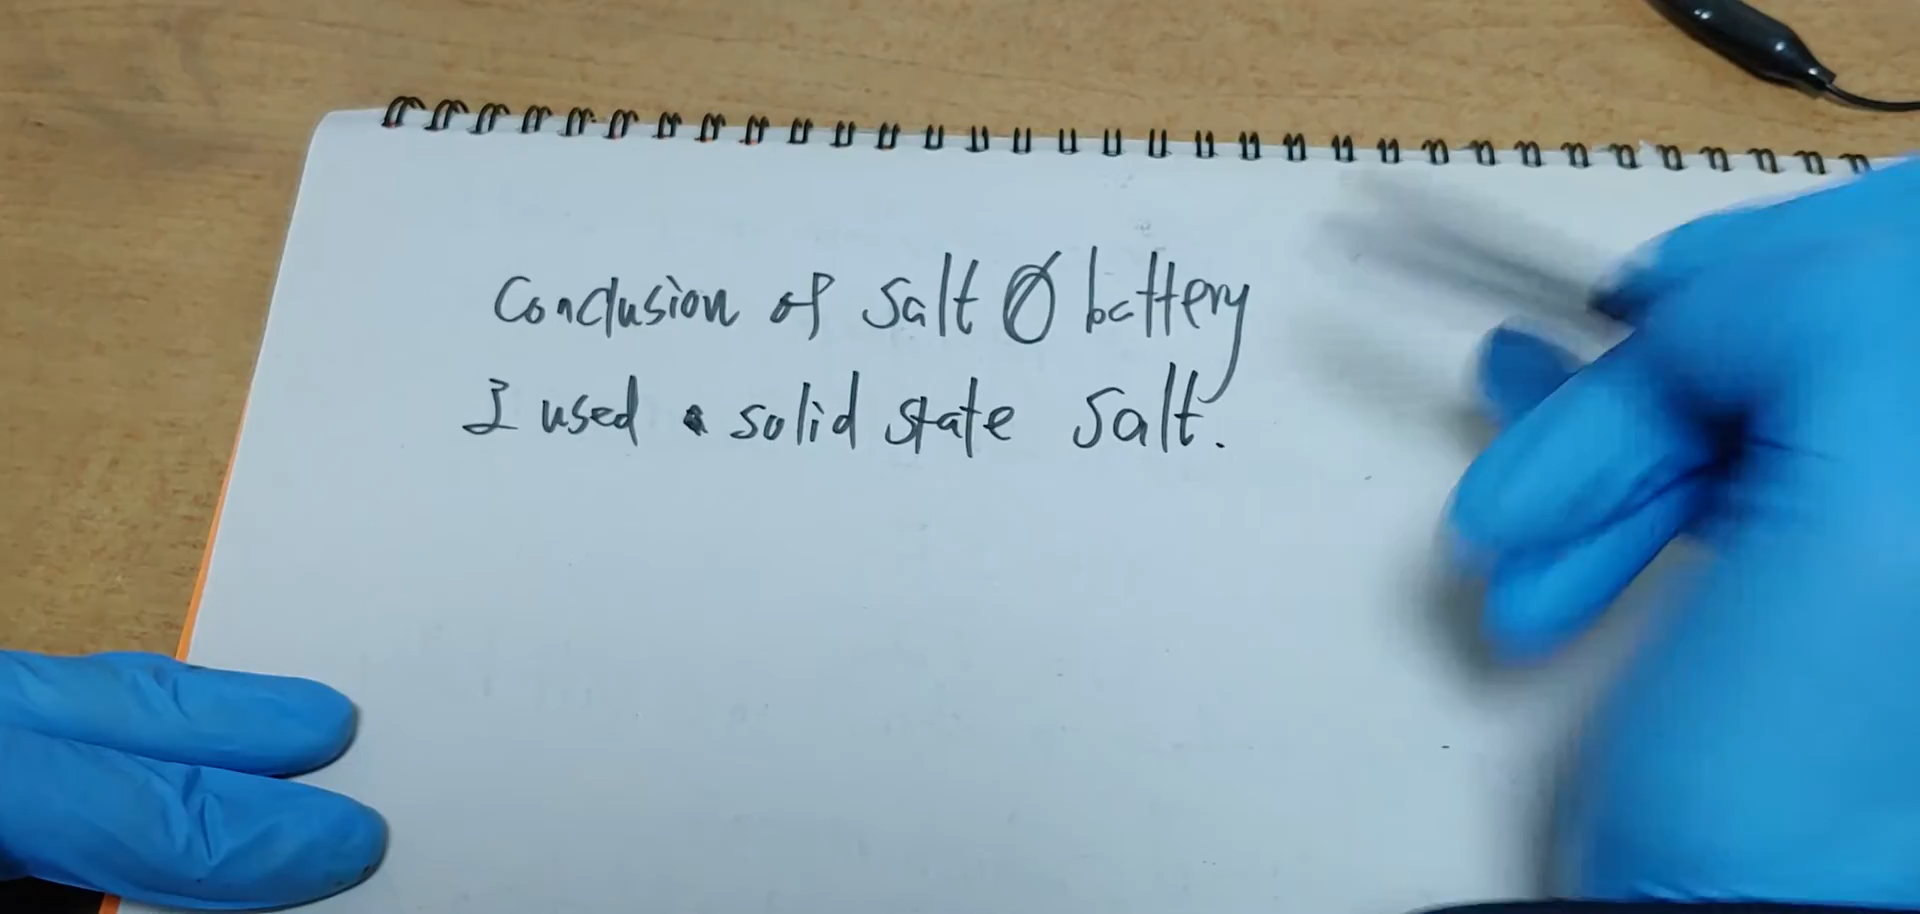 Conclusion of Salt battery
I used solid state Salt.